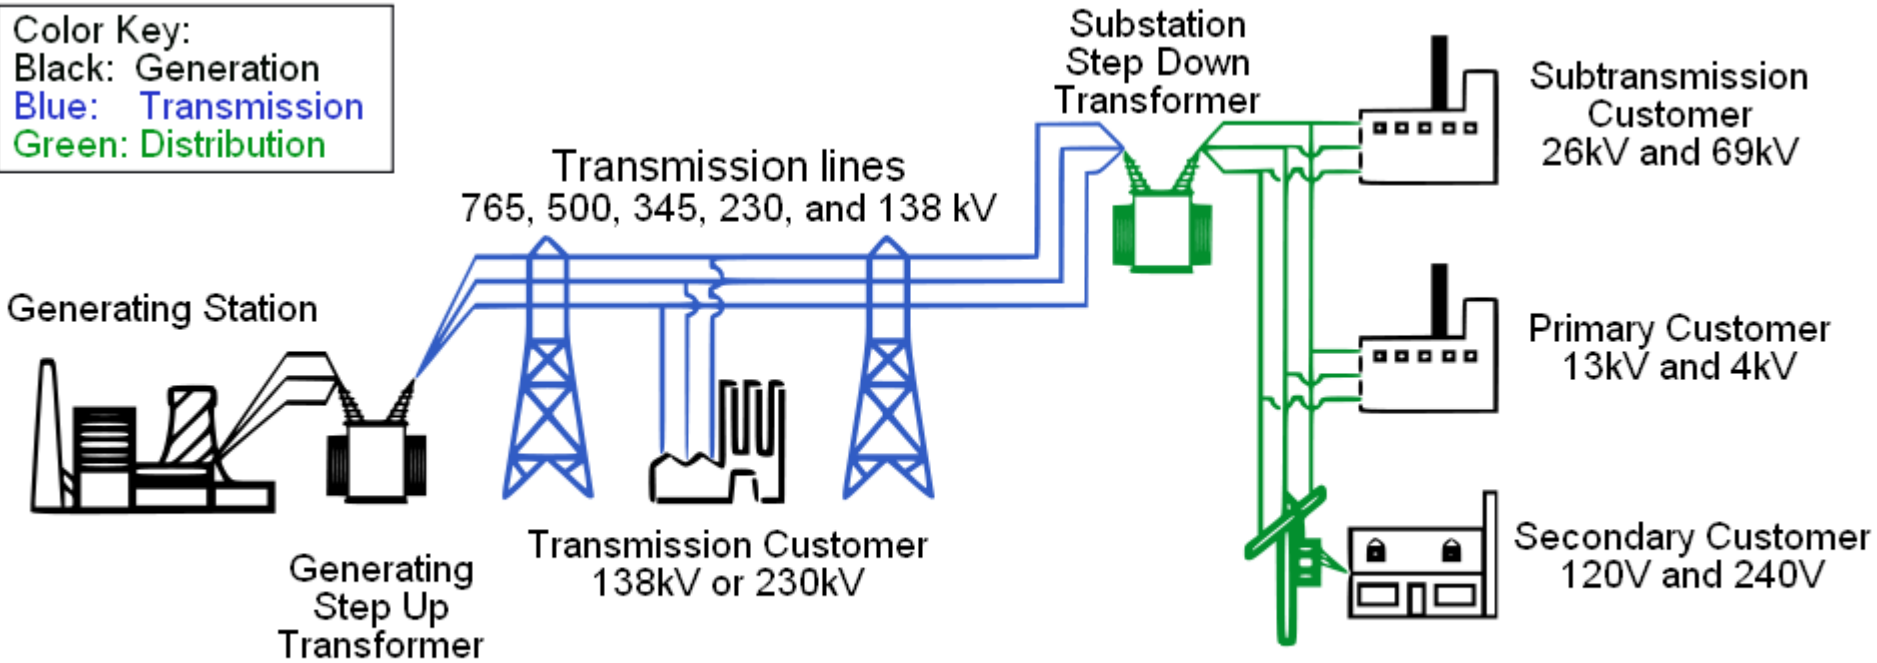 Color Key:
Black: Generation
Blue: Transmission
Green: Distribution
Substation
Step Down
Transformer
Subtransmission
Customer
26kV and 69kV
Transmission lines
765, 500, 345, 230, and 138 kV
Generating Station
Primary Customer
13kV and 4kV
Transmission Customer
138kV or 230kV
Secondary Customer
120V and 240V
Generating
Step Up
Transformer